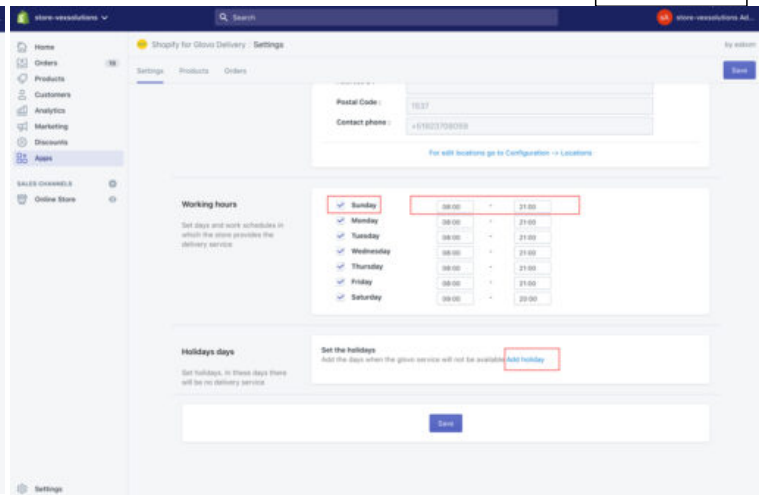 store-vexsolutions
Search
SA
store-vexsolutions Ad...
Home
Shopify for Glovo Delivery / Settings
Orders
18
Settings
Products
Orders
Save
Products
Customers
Analytics
Marketing
Discounts
Apps
Postal Code :
1537
Contact phone :
For edit locations go to Configuration -> Locations
SALES CHANNELS
Online Store
Working hours
Set days and work schedules in
which the store provides the
delivery service
Sunday
08:00
-
21:00
Monday
08:00
-
21:00
Tuesday
08:00
-
21:00
Wednesday
08:00
-
21:00
Thursday
08:00
-
21:00
Friday
08:00
-
21:00
Saturday
09:00
-
20:00
Holidays days
Set holidays, in these days there
will be no delivery service
Set the holidays
Add the days when the glovo service will not be available
Add holiday
Save
Settings